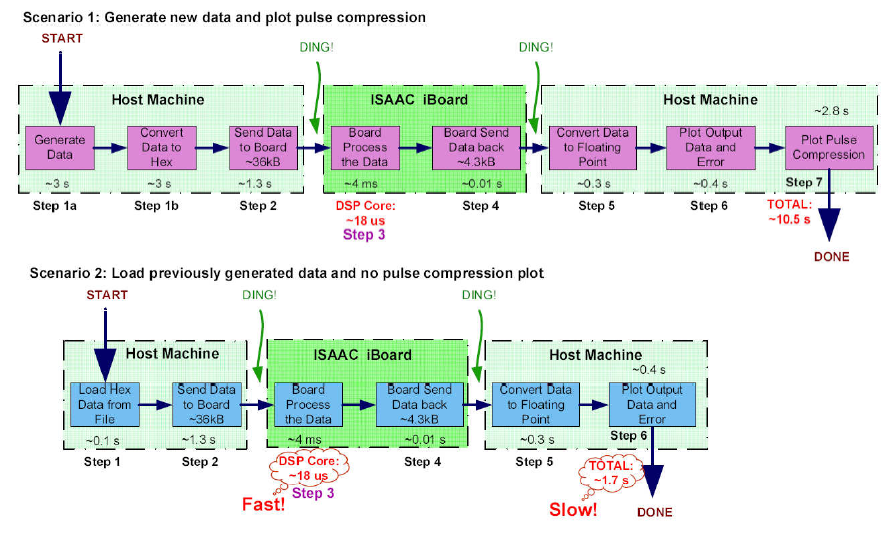 Scenario 1: Generate new data and plot pulse compression
START
DING!
DING!
Host Machine
ISAAC iBoard
Host Machine
~2.8 s
Generate
Data
Convert
Data to
Hex
Send Data
to Board
~36kB
Board
Process
the Data
Board Send
Data back
~4.3kB
Convert Data
to Floating
Point
Plot Output
Data and
Error
Plot Pulse
Compression
~3 s
~3 s
~1.3 s
~4 ms
~0.01 s
~0.3 s
~0.4 s
Step 7
Step 1a
Step 1b
Step 2
DSP Core:
~18 us
Step 3
Step 4
Step 5
Step 6
TOTAL:
~10.5 s
DONE
Scenario 2: Load previously generated data and no pulse compression plot
START
DING!
DING!
Host Machine
ISAAC iBoard
Host Machine
~0.4 s
Load Hex
Data from
File
Send Data
to Board
~36kB
Board
Process
the Data
Board Send
Data back
~4.3kB
Convert Data
to Floating
Point
Plot Output
Data and
Error
~0.1 s
~1.3 s
~4 ms
~0.01 s
~0.3 s
Step 6
Step 1
Step 2
DSP Core:
~18 us
Step 3
Step 4
Step 5
TOTAL:
~1.7 s
Fast!
Slow!
DONE